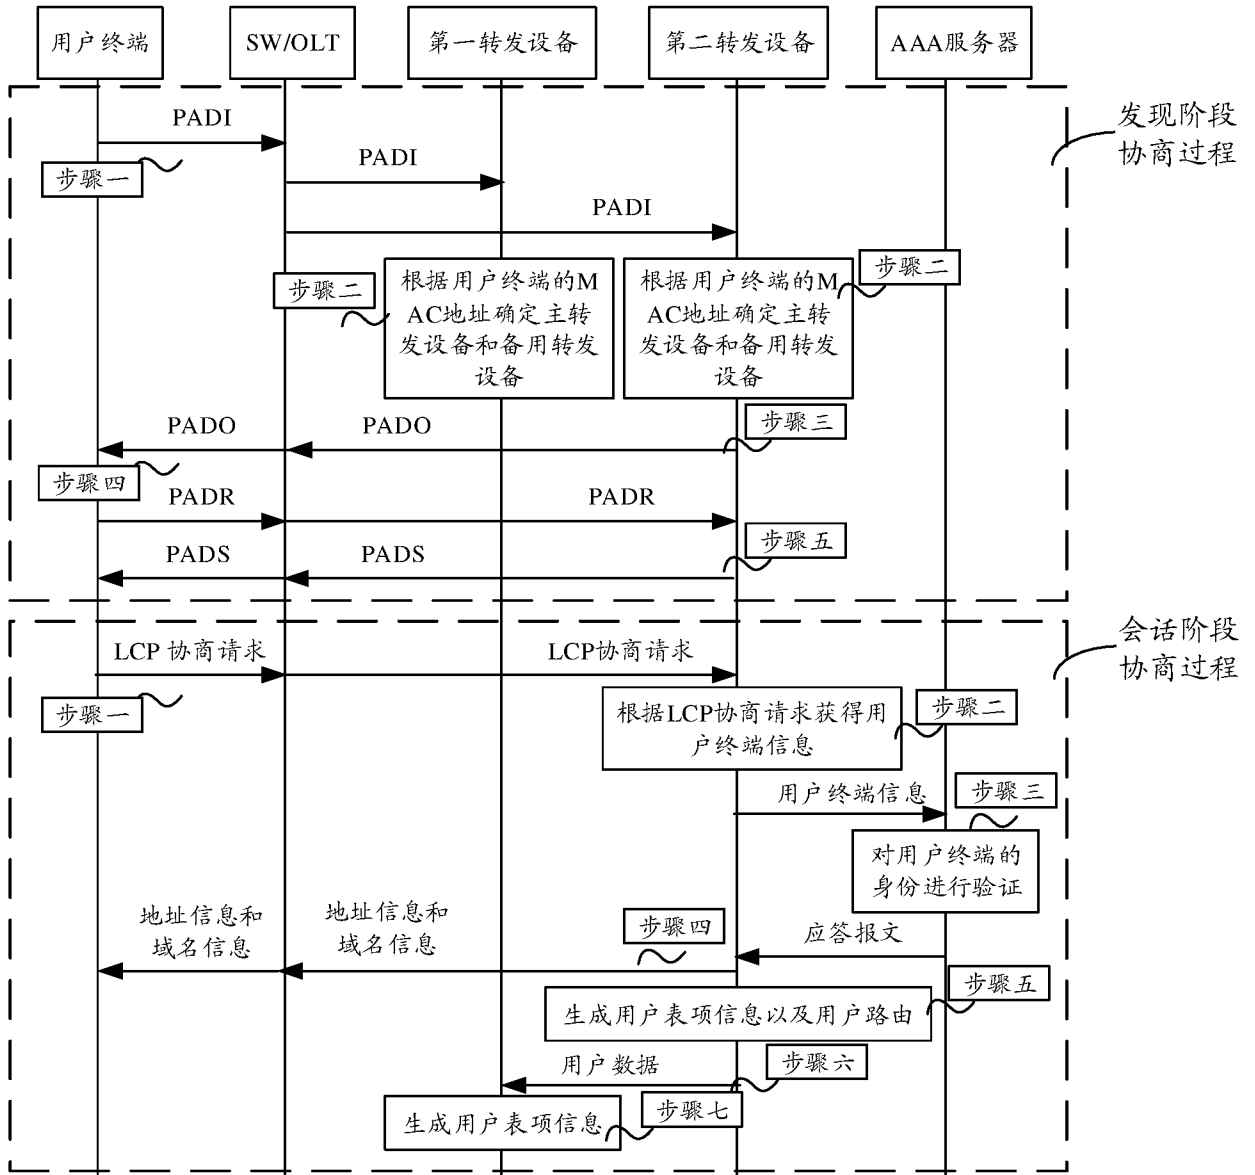 用户终端
SW/OLT
第一转发设备
第二转发设备
AAA服务器
发现阶段
协商过程
PADI
步骤一
PADI
PADI
步骤二
根据用户终端的M
AC地址确定主转
发设备和备用转发
设备
根据用户终端的M
AC地址确定主转
发设备和备用转发
设备
步骤二
PADO
PADO
步骤三
步骤四
PADR
PADR
步骤五
PADS
PADS
会话阶段
协商过程
LCP 协商请求
LCP协商请求
步骤一
根据LCP协商请求获得用
户终端信息
步骤二
用户终端信息
步骤三
对用户终端的
身份进行验证
地址信息和
域名信息
地址信息和
域名信息
步骤四
应答报文
步骤五
生成用户表项信息以及用户路由
用户数据
步骤六
生成用户表项信息
步骤七